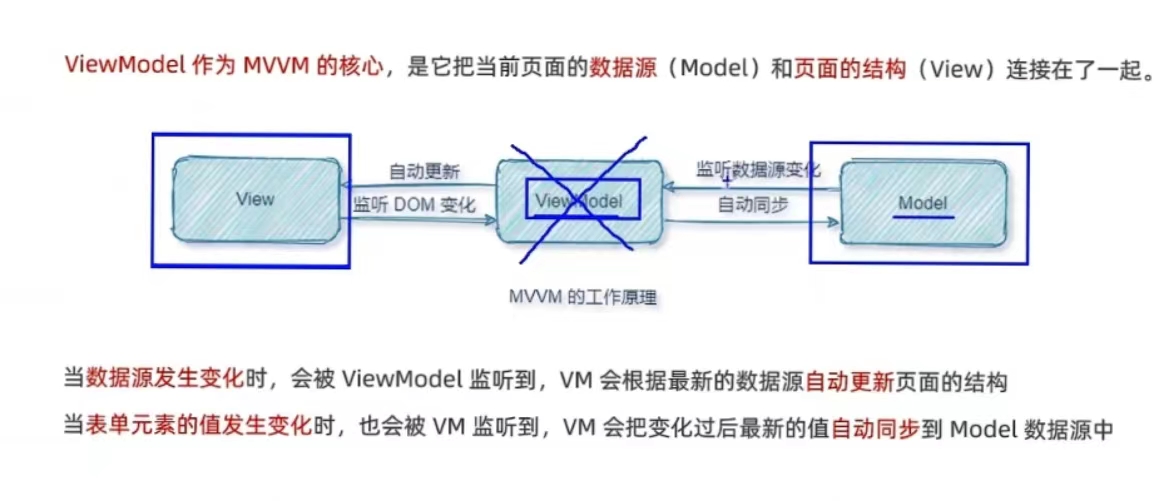 ViewModel 作为 MVVM 的核心，是它把当前页面的数据源（Model）和页面的结构（View）连接在了一起。
自动更新
监听数据源变化
View
ViewModel
Model
监听 DOM 变化
自动同步
MVVM 的工作原理
当数据源发生变化时，会被 ViewModel 监听到，VM 会根据最新的数据源自动更新页面的结构
当表单元素的值发生变化时，也会被 VM 监听到，VM 会把变化过后最新的值自动同步到 Model 数据源中